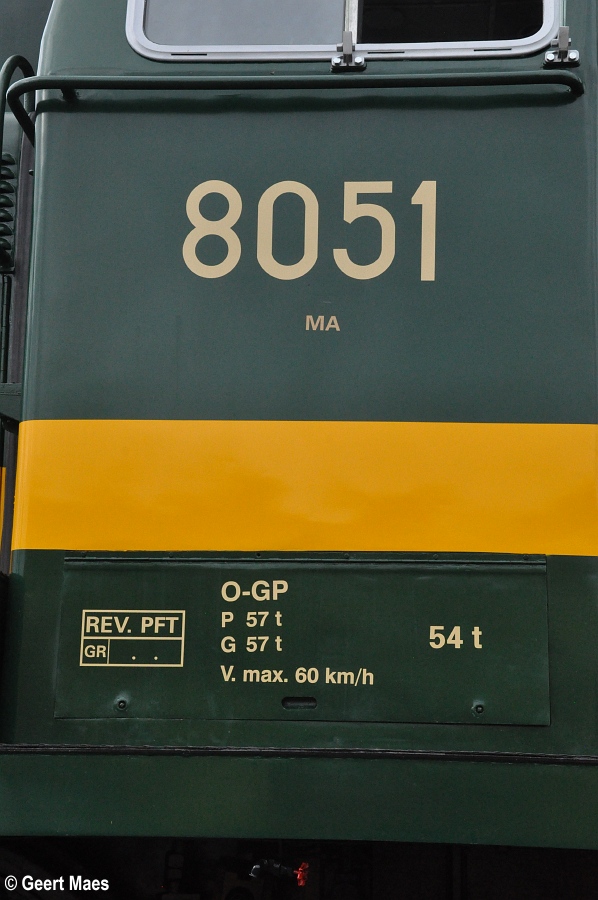 8051
MA
O-GP
REV. PFT
P 57 t
G 57 t
GR . .
54 t
V. max. 60 km/h
© Geert Maes